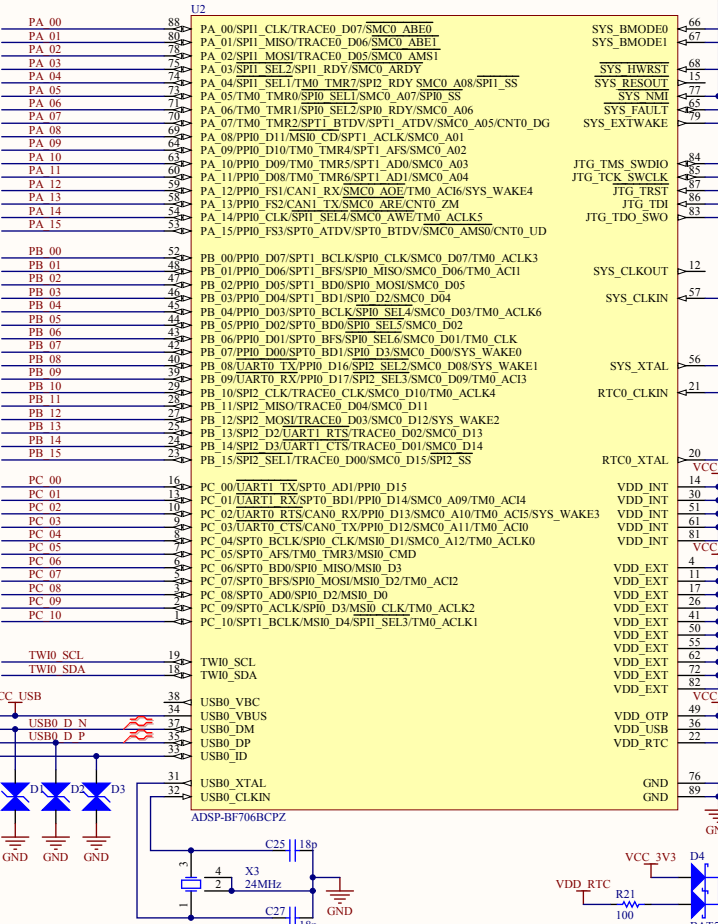 U2
PA_00 88 PA_00/SPI1_CLK/TRACE0_D07/SMC0_ABE0 SYS_BMODE0 66
PA_01 80 PA_01/SPI1_MISO/TRACE0_D06/SMC0_ABE1 SYS_BMODE1 67
PA_02 78 PA_02/SPI1_MOSI/TRACE0_D05/SMC0_AMS1
PA_03 75 PA_03/SPI1_SEL2/SPI1_RDY/SMC0_ARDY SYS_HWRST 68
PA_04 74 PA_04/SPI1_SEL1/TM0_TMR7/SPI2_RDY SMC0_A08/SPI1_SS SYS_RESOUT 15
PA_05 73 PA_05/TM0_TMR0/SPI0_SEL1/SMC0_A07/SPI0_SS SYS_NMI 77
PA_06 71 PA_06/TM0_TMR1/SPI0_SEL2/SPI0_RDY/SMC0_A06 SYS_FAULT 65
PA_07 70 PA_07/TM0_TMR2/SPT1_BTDV/SPT1_ATDV/SMC0_A05/CNT0_DG SYS_EXTWAKE 79
PA_08 69 PA_08/PPI0_D11/MSI0_CD/SPT1_ACLK/SMC0_A01
PA_09 64 PA_09/PPI0_D10/TM0_TMR4/SPT1_AFS/SMC0_A02
PA_10 63 PA_10/PPI0_D09/TM0_TMR5/SPT1_AD0/SMC0_A03 JTG_TMS_SWDIO 84
PA_11 60 PA_11/PPI0_D08/TM0_TMR6/SPT1_AD1/SMC0_A04 JTG_TCK_SWCLK 85
PA_12 59 PA_12/PPI0_FS1/CAN1_RX/SMC0_AOE/TM0_ACI6/SYS_WAKE4 JTG_TRST 87
PA_13 58 PA_13/PPI0_FS2/CAN1_TX/SMC0_ARE/CNT0_ZM JTG_TDI 86
PA_14 54 PA_14/PPI0_CLK/SPI1_SEL4/SMC0_AWE/TM0_ACLK5 JTG_TDO_SWO 83
PA_15 53 PA_15/PPI0_FS3/SPT0_ATDV/SPT0_BTDV/SMC0_AMS0/CNT0_UD
PB_00 52 PB_00/PPI0_D07/SPT1_BCLK/SPI0_CLK/SMC0_D07/TM0_ACLK3
PB_01 48 PB_01/PPI0_D06/SPT1_BFS/SPI0_MISO/SMC0_D06/TM0_ACI1 SYS_CLKOUT 12
PB_02 47 PB_02/PPI0_D05/SPT1_BD0/SPI0_MOSI/SMC0_D05
PB_03 46 PB_03/PPI0_D04/SPT1_BD1/SPI0_D2/SMC0_D04 SYS_CLKIN 57
PB_04 45 PB_04/PPI0_D03/SPT0_BCLK/SPI0_SEL4/SMC0_D03/TM0_ACLK6
PB_05 44 PB_05/PPI0_D02/SPT0_BD0/SPI0_SEL5/SMC0_D02
PB_06 43 PB_06/PPI0_D01/SPT0_BFS/SPI0_SEL6/SMC0_D01/TM0_CLK
PB_07 42 PB_07/PPI0_D00/SPT0_BD1/SPI0_D3/SMC0_D00/SYS_WAKE0
PB_08 40 PB_08/UART0_TX/PPI0_D16/SPI2_SEL2/SMC0_D08/SYS_WAKE1 SYS_XTAL 56
PB_09 39 PB_09/UART0_RX/PPI0_D17/SPI2_SEL3/SMC0_D09/TM0_ACI3
PB_10 29 PB_10/SPI2_CLK/TRACE0_CLK/SMC0_D10/TM0_ACLK4 RTC0_CLKIN 21
PB_11 28 PB_11/SPI2_MISO/TRACE0_D04/SMC0_D11
PB_12 27 PB_12/SPI2_MOSI/TRACE0_D03/SMC0_D12/SYS_WAKE2
PB_13 25 PB_13/SPI2_D2/UART1_RTS/TRACE0_D02/SMC0_D13
PB_14 24 PB_14/SPI2_D3/UART1_CTS/TRACE0_D01/SMC0_D14
PB_15 23 PB_15/SPI2_SEL1/TRACE0_D00/SMC0_D15/SPI2_SS RTC0_XTAL 20
VCC
PC_00 16 PC_00/UART1_TX/SPT0_AD1/PPI0_D15 VDD_INT 14
PC_01 13 PC_01/UART1_RX/SPT0_BD1/PPI0_D14/SMC0_A09/TM0_ACI4 VDD_INT 30
PC_02 10 PC_02/UART0_RTS/CAN0_RX/PPI0_D13/SMC0_A10/TM0_ACI5/SYS_WAKE3 VDD_INT 51
PC_03 9 PC_03/UART0_CTS/CAN0_TX/PPI0_D12/SMC0_A11/TM0_ACI0 VDD_INT 61
PC_04 8 PC_04/SPT0_BCLK/SPI0_CLK/MSI0_D1/SMC0_A12/TM0_ACLK0 VDD_INT 81
VCC
PC_05 7 PC_05/SPT0_AFS/TM0_TMR3/MSI0_CMD
PC_06 6 PC_06/SPT0_BD0/SPI0_MISO/MSI0_D3 VDD_EXT 4
PC_07 5 PC_07/SPT0_BFS/SPI0_MOSI/MSI0_D2/TM0_ACI2 VDD_EXT 11
PC_08 3 PC_08/SPT0_AD0/SPI0_D2/MSI0_D0 VDD_EXT 17
PC_09 2 PC_09/SPT0_ACLK/SPI0_D3/MSI0_CLK/TM0_ACLK2 VDD_EXT 26
PC_10 1 PC_10/SPT1_BCLK/MSI0_D4/SPI1_SEL3/TM0_ACLK1 VDD_EXT 41
VDD_EXT 50
VDD_EXT 55
TWI0_SCL 19 TWI0_SCL VDD_EXT 62
TWI0_SDA 18 TWI0_SDA VDD_EXT 72
VDD_EXT 82
VCC
CC_USB 38 USB0_VBC
34 USB0_VBUS VDD_OTP 49
USB0_D_N 37 USB0_DM VDD_USB 36
USB0_D_P 35 USB0_DP VDD_RTC 22
33 USB0_ID
31 USB0_XTAL GND 76
32 USB0_CLKIN GND 89
D1 D2 D3
ADSP-BF706BCPZ
GND GND GND
C25 18p
3
4 X3
2 24MHz
1
GND
C27 18p
VCC_3V3 D4
VDD_RTC
R21
100